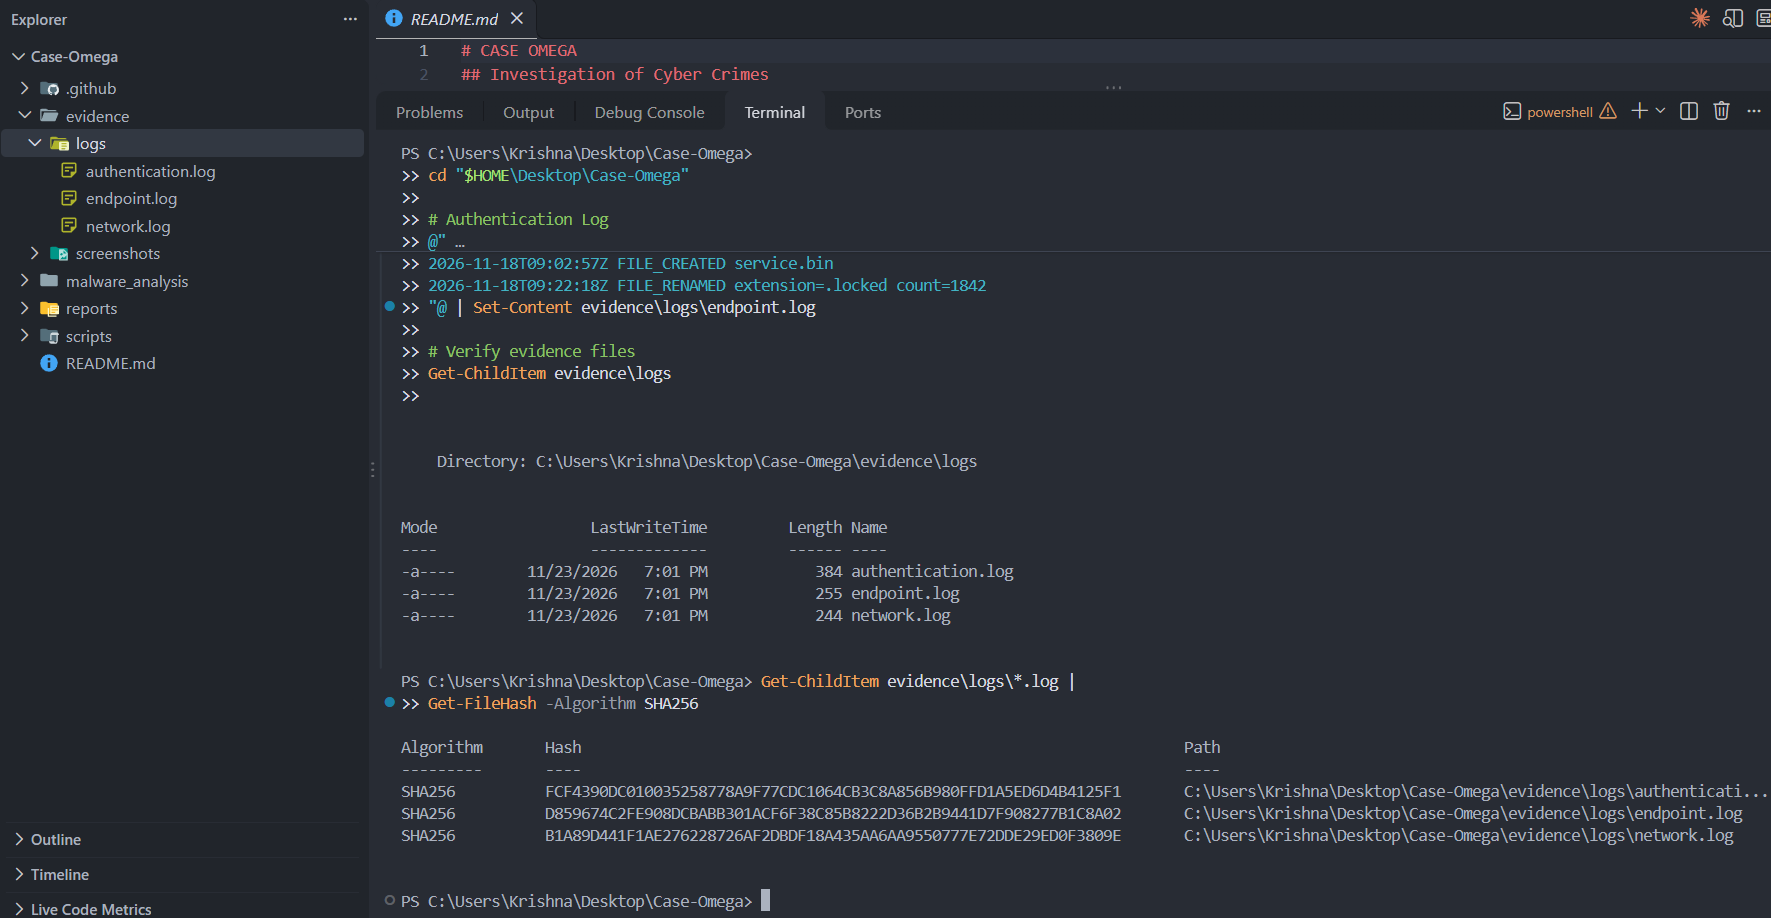 Explorer
Case-Omega
.github
evidence
logs
authentication.log
endpoint.log
network.log
screenshots
malware_analysis
reports
scripts
README.md
Outline
Timeline
Live Code Metrics
README.md
1 # CASE OMEGA
2 ## Investigation of Cyber Crimes
Problems Output Debug Console Terminal Ports
powershell
PS C:\Users\Krishna\Desktop\Case-Omega>
>> cd "$HOME\Desktop\Case-Omega"
>>
>> # Authentication Log
>> @" …
>> 2026-11-18T09:02:57Z FILE_CREATED service.bin
>> 2026-11-18T09:22:18Z FILE_RENAMED extension=.locked count=1842
>> "@ | Set-Content evidence\logs\endpoint.log
>>
>> # Verify evidence files
>> Get-ChildItem evidence\logs
>>
Directory: C:\Users\Krishna\Desktop\Case-Omega\evidence\logs
Mode LastWriteTime Length Name
---- ------------- ------ ----
-a---- 11/23/2026 7:01 PM 384 authentication.log
-a---- 11/23/2026 7:01 PM 255 endpoint.log
-a---- 11/23/2026 7:01 PM 244 network.log
PS C:\Users\Krishna\Desktop\Case-Omega> Get-ChildItem evidence\logs\*.log |
>> Get-FileHash -Algorithm SHA256
Algorithm Hash Path
--------- ---- ----
SHA256 FCF4390DC010035258778A9F77CDC1064CB3C8A856B980FFD1A5ED6D4B4125F1 C:\Users\Krishna\Desktop\Case-Omega\evidence\logs\authenticati...
SHA256 D859674C2FE908DCBABB301ACF6F38C85B8222D36B2B9441D7F908277B1C8A02 C:\Users\Krishna\Desktop\Case-Omega\evidence\logs\endpoint.log
SHA256 B1A89D441F1AE276228726AF2DBDF18A435AA6AA9550777E72DDE29ED0F3809E C:\Users\Krishna\Desktop\Case-Omega\evidence\logs\network.log
PS C:\Users\Krishna\Desktop\Case-Omega>